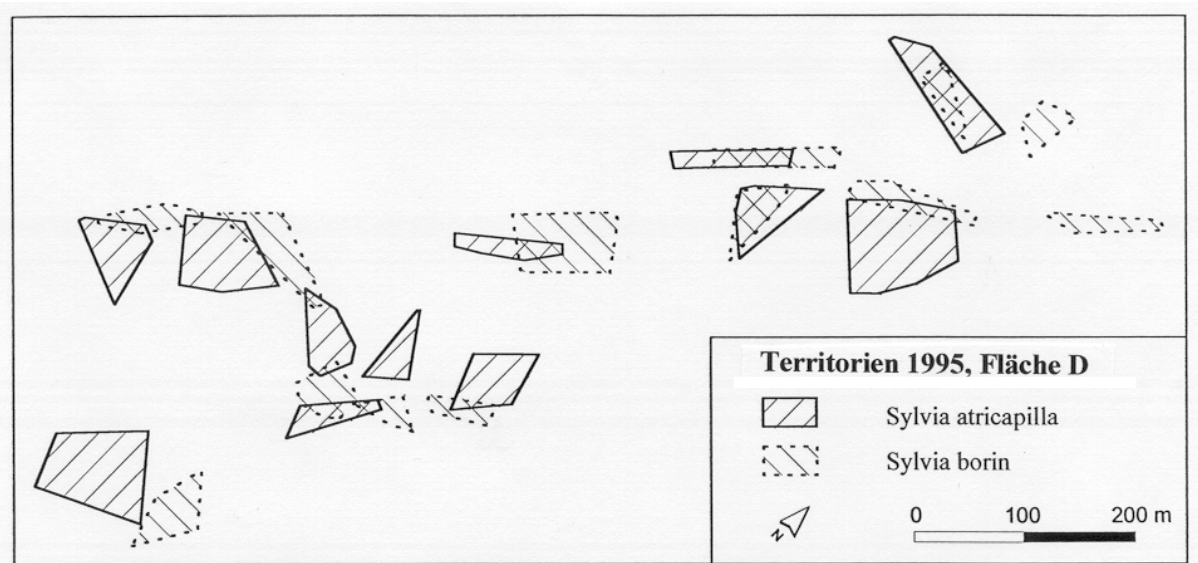 Territorien 1995, Fläche D
Sylvia atricapilla
Sylvia borin
N
0 100 200 m